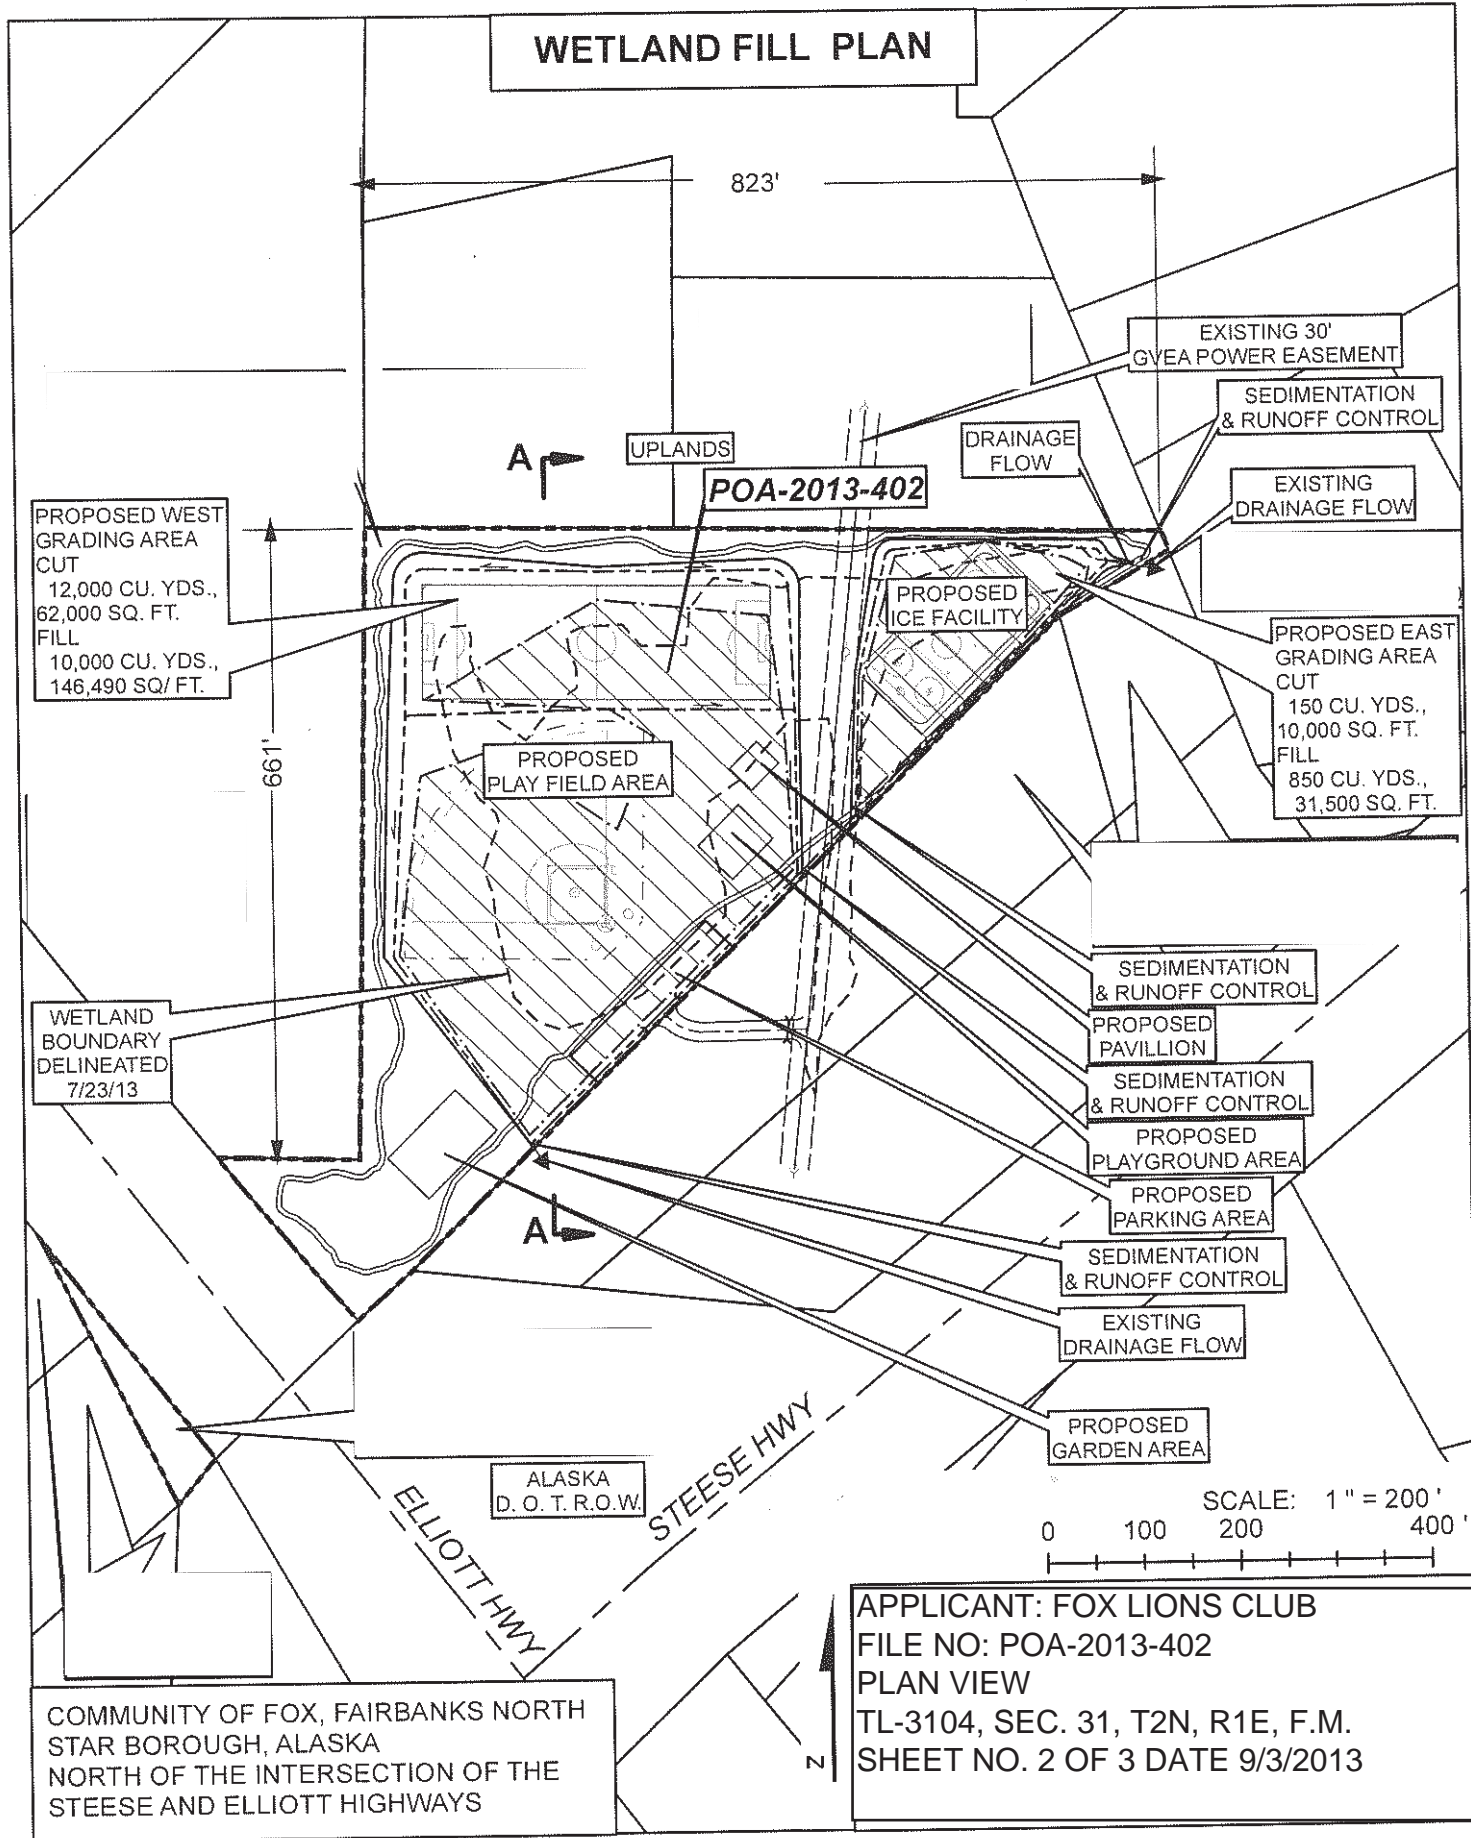 WETLAND FILL PLAN
823'
EXISTING 30'
GVEA POWER EASEMENT
SEDIMENTATION
& RUNOFF CONTROL
DRAINAGE
FLOW
EXISTING
DRAINAGE FLOW
A
UPLANDS
POA-2013-402
PROPOSED WEST
GRADING AREA
CUT
12,000 CU. YDS.,
62,000 SQ. FT.
FILL
10,000 CU. YDS.,
146,490 SQ/ FT.
PROPOSED
ICE FACILITY
PROPOSED EAST
GRADING AREA
CUT
150 CU. YDS.,
10,000 SQ. FT.
FILL
850 CU. YDS.,
31,500 SQ. FT.
661'
PROPOSED
PLAY FIELD AREA
WETLAND
BOUNDARY
DELINEATED
7/23/13
SEDIMENTATION
& RUNOFF CONTROL
PROPOSED
PAVILLION
SEDIMENTATION
& RUNOFF CONTROL
PROPOSED
PLAYGROUND AREA
PROPOSED
PARKING AREA
A
SEDIMENTATION
& RUNOFF CONTROL
EXISTING
DRAINAGE FLOW
PROPOSED
GARDEN AREA
ALASKA
D. O. T. R.O.W.
ELLIOTT HWY
STEESE HWY
SCALE: 1 " = 200 '
0 100 200 400 '
N
APPLICANT: FOX LIONS CLUB
FILE NO: POA-2013-402
PLAN VIEW
TL-3104, SEC. 31, T2N, R1E, F.M.
SHEET NO. 2 OF 3 DATE 9/3/2013
COMMUNITY OF FOX, FAIRBANKS NORTH
STAR BOROUGH, ALASKA
NORTH OF THE INTERSECTION OF THE
STEESE AND ELLIOTT HIGHWAYS